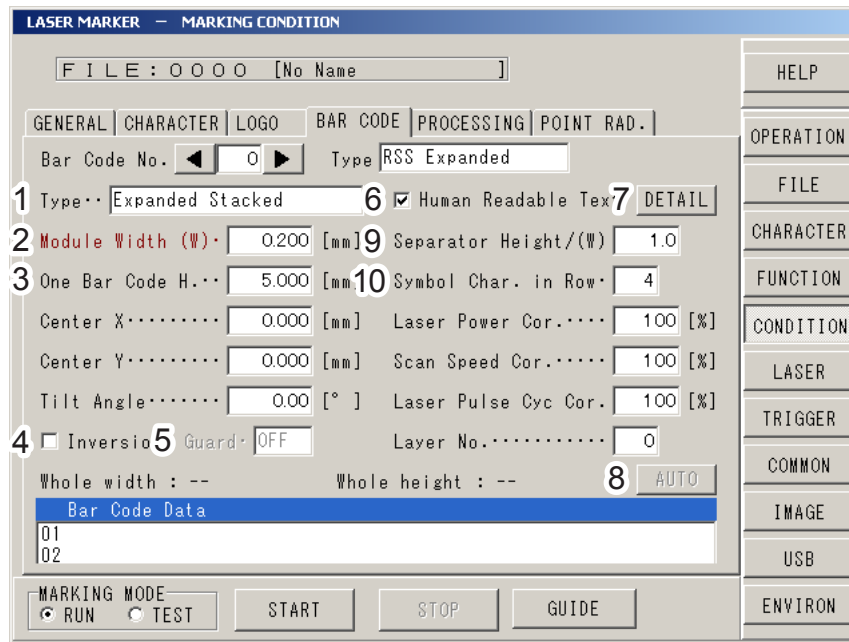 LASER MARKER － MARKING CONDITION
FILE:0000 [No Name ]
HELP
GENERAL CHARACTER LOGO BAR CODE PROCESSING POINT RAD.
OPERATION
Bar Code No. 0 Type RSS Expanded
FILE
1 Type·· Expanded Stacked 6 Human Readable Tex 7 DETAIL
CHARACTER
2 Module Width (W)· 0.200 [mm] 9 Separator Height/(W) 1.0
3 One Bar Code H.·· 5.000 [mm 10 Symbol Char. in Row· 4
FUNCTION
Center X········· 0.000 [mm] Laser Power Cor.···· 100 [%]
CONDITION
Center Y········· 0.000 [mm] Scan Speed Cor.····· 100 [%]
LASER
Tilt Angle······· 0.00 [° ] Laser Pulse Cyc Cor. 100 [%]
TRIGGER
4 Inversio 5 Guard· OFF Layer No.··········· 0
COMMON
Whole width : -- Whole height : -- 8 AUTO
Bar Code Data
IMAGE
01
02
USB
MARKING MODE
RUN TEST START STOP GUIDE
ENVIRON